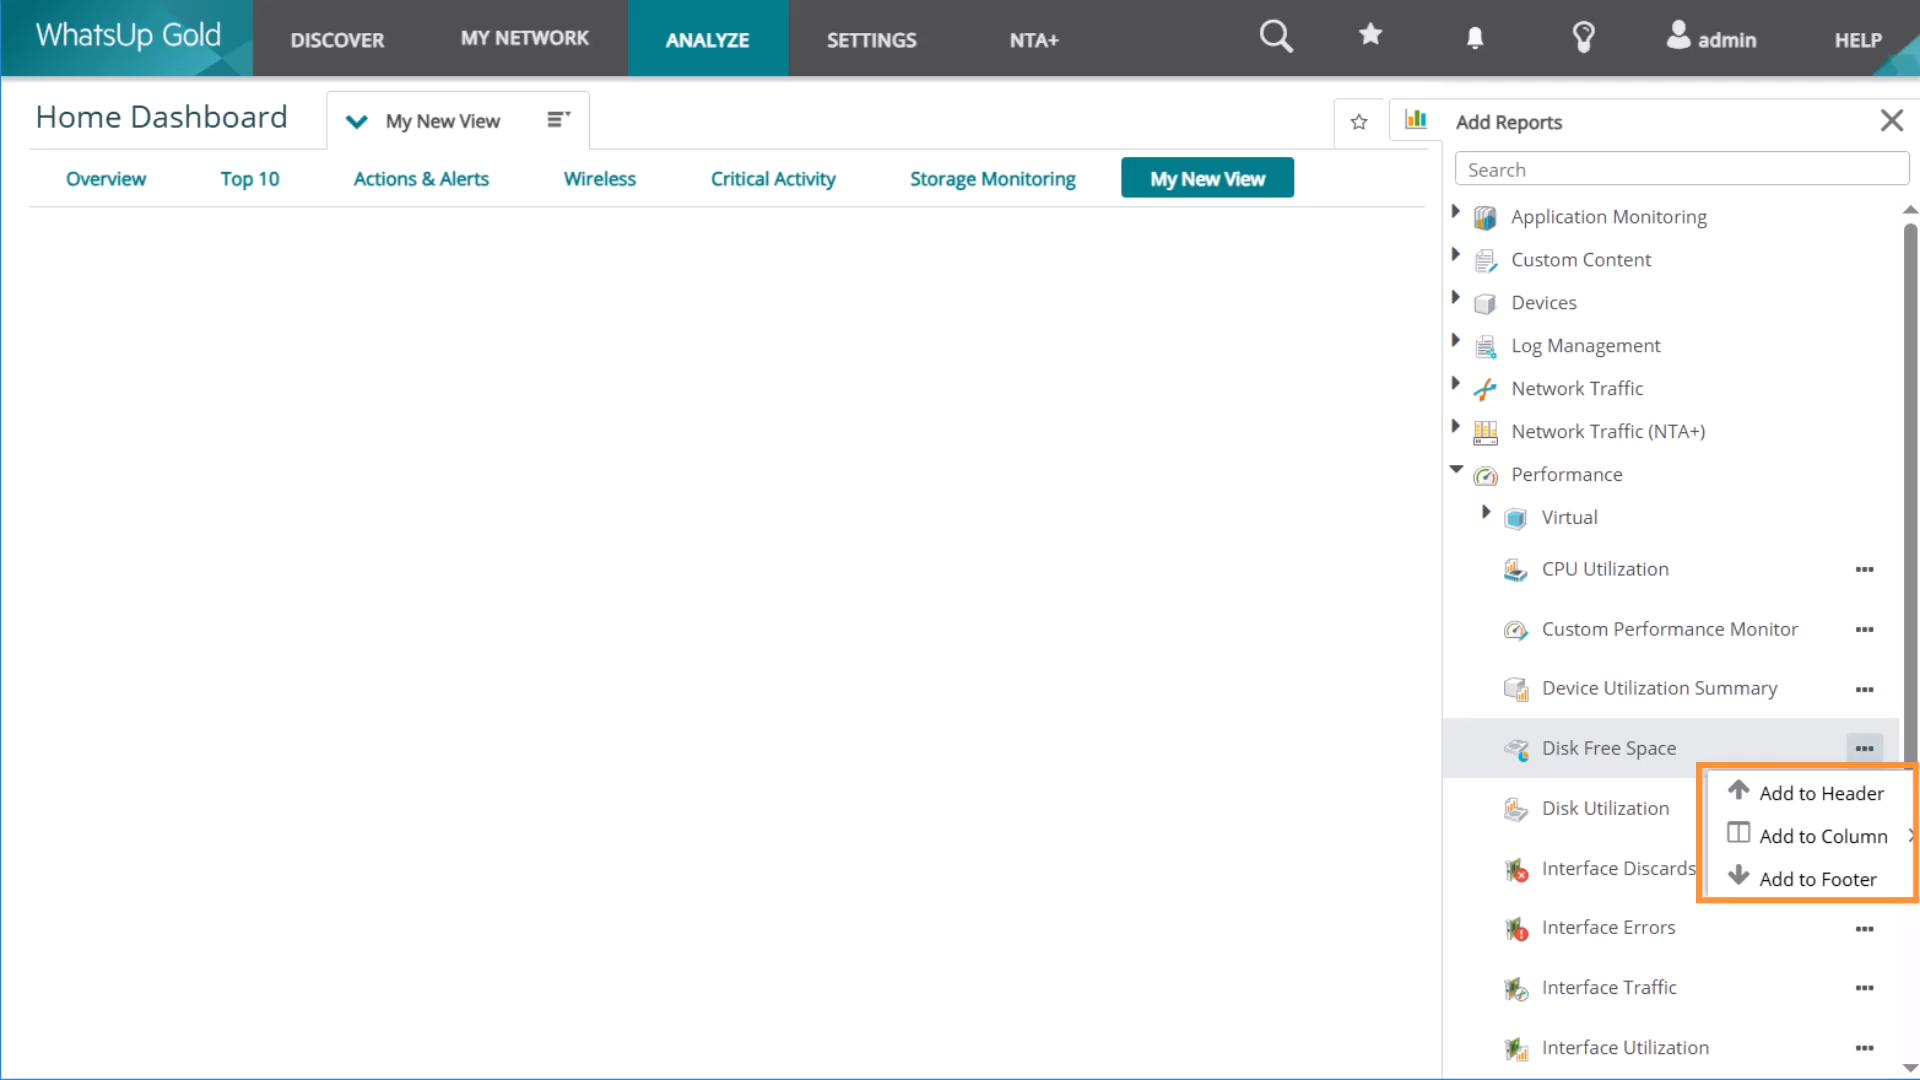 WhatsUp Gold
DISCOVER
MY NETWORK
ANALYZE
SETTINGS
NTA+
admin
HELP
Home Dashboard
My New View
Add Reports
Search
Overview
Top 10
Actions & Alerts
Wireless
Critical Activity
Storage Monitoring
My New View
Application Monitoring
Custom Content
Devices
Log Management
Network Traffic
Network Traffic (NTA+)
Performance
Virtual
CPU Utilization
Custom Performance Monitor
Device Utilization Summary
Disk Free Space
Add to Header
Add to Column
Add to Footer
Disk Utilization
Interface Discards
Interface Errors
Interface Traffic
Interface Utilization